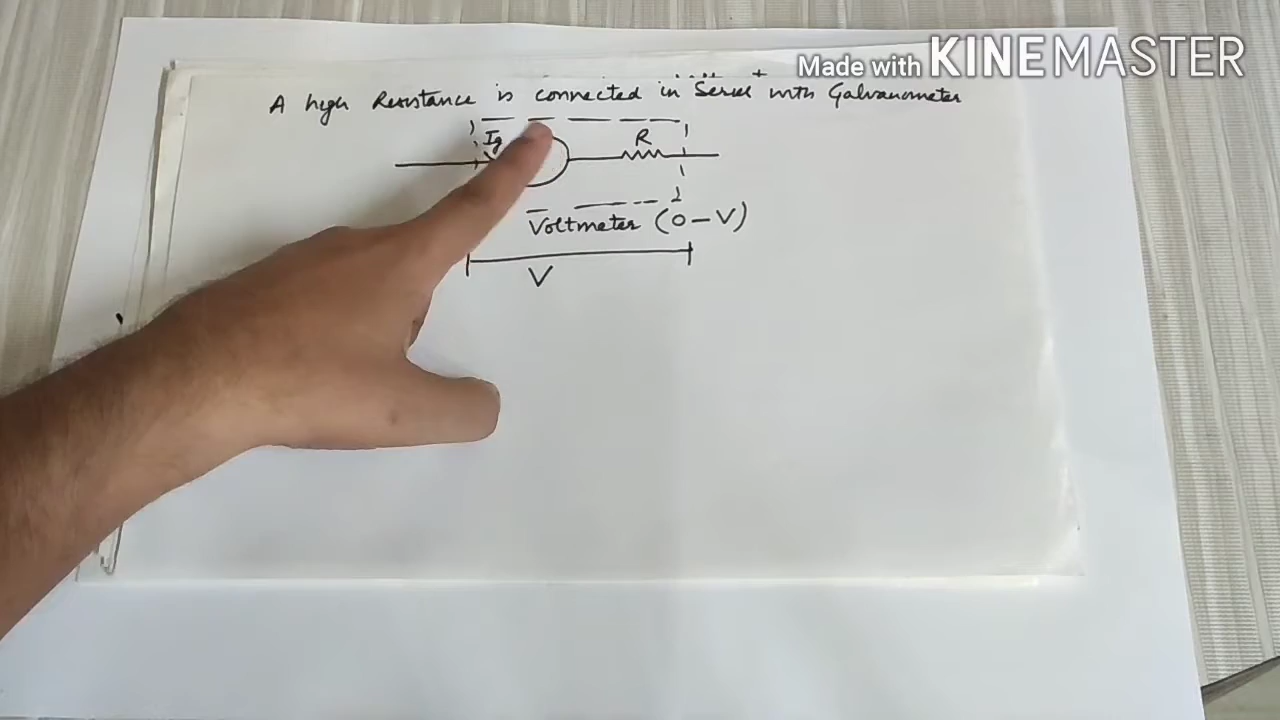 Made with KINEMASTER
A high Resistance is connected in Series with Galvanometer
Ig R
Voltmeter (0-V)
V